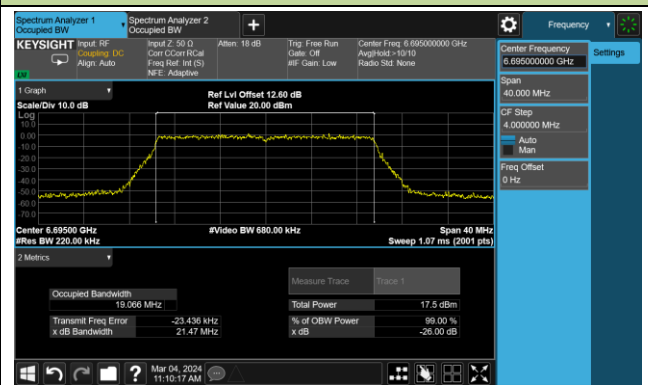 Spectrum Analyzer 1
Occupied BW
Spectrum Analyzer 2
Occupied BW
Frequency
KEYSIGHT
Input: RF
Coupling: DC
Align: Auto
Input Z: 50 Ω
Corr CCorr RCal
Freq Ref: Int (S)
NFE: Adaptive
Atten: 18 dB
Trig: Free Run
Gate: Off
#IF Gain: Low
Center Freq: 6.695000000 GHz
Avg|Hold:>10/10
Radio Std: None
Center Frequency
6.695000000 GHz
Settings
Span
40.000 MHz
CF Step
4.000000 MHz
Auto
Man
Freq Offset
0 Hz
1 Graph
Scale/Div 10.0 dB
Ref Lvl Offset 12.60 dB
Ref Value 20.00 dBm
Log
10.0
0.00
-10.0
-20.0
-30.0
-40.0
-50.0
-60.0
-70.0
Center 6.69500 GHz
#Res BW 220.00 kHz
#Video BW 680.00 kHz
Span 40 MHz
Sweep 1.07 ms (2001 pts)
2 Metrics
Measure Trace
Trace 1
Occupied Bandwidth
19.066 MHz
Total Power
17.5 dBm
Transmit Freq Error
-23.436 kHz
% of OBW Power
99.00 %
x dB Bandwidth
21.47 MHz
x dB
-26.00 dB
Mar 04, 2024
11:10:17 AM